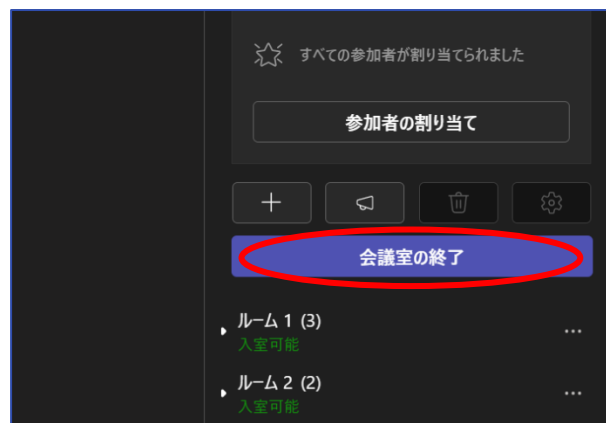 すべての参加者が割り当てられました
参加者の割り当て
会議室の終了
ルーム 1 (3)
入室可能
ルーム 2 (2)
入室可能